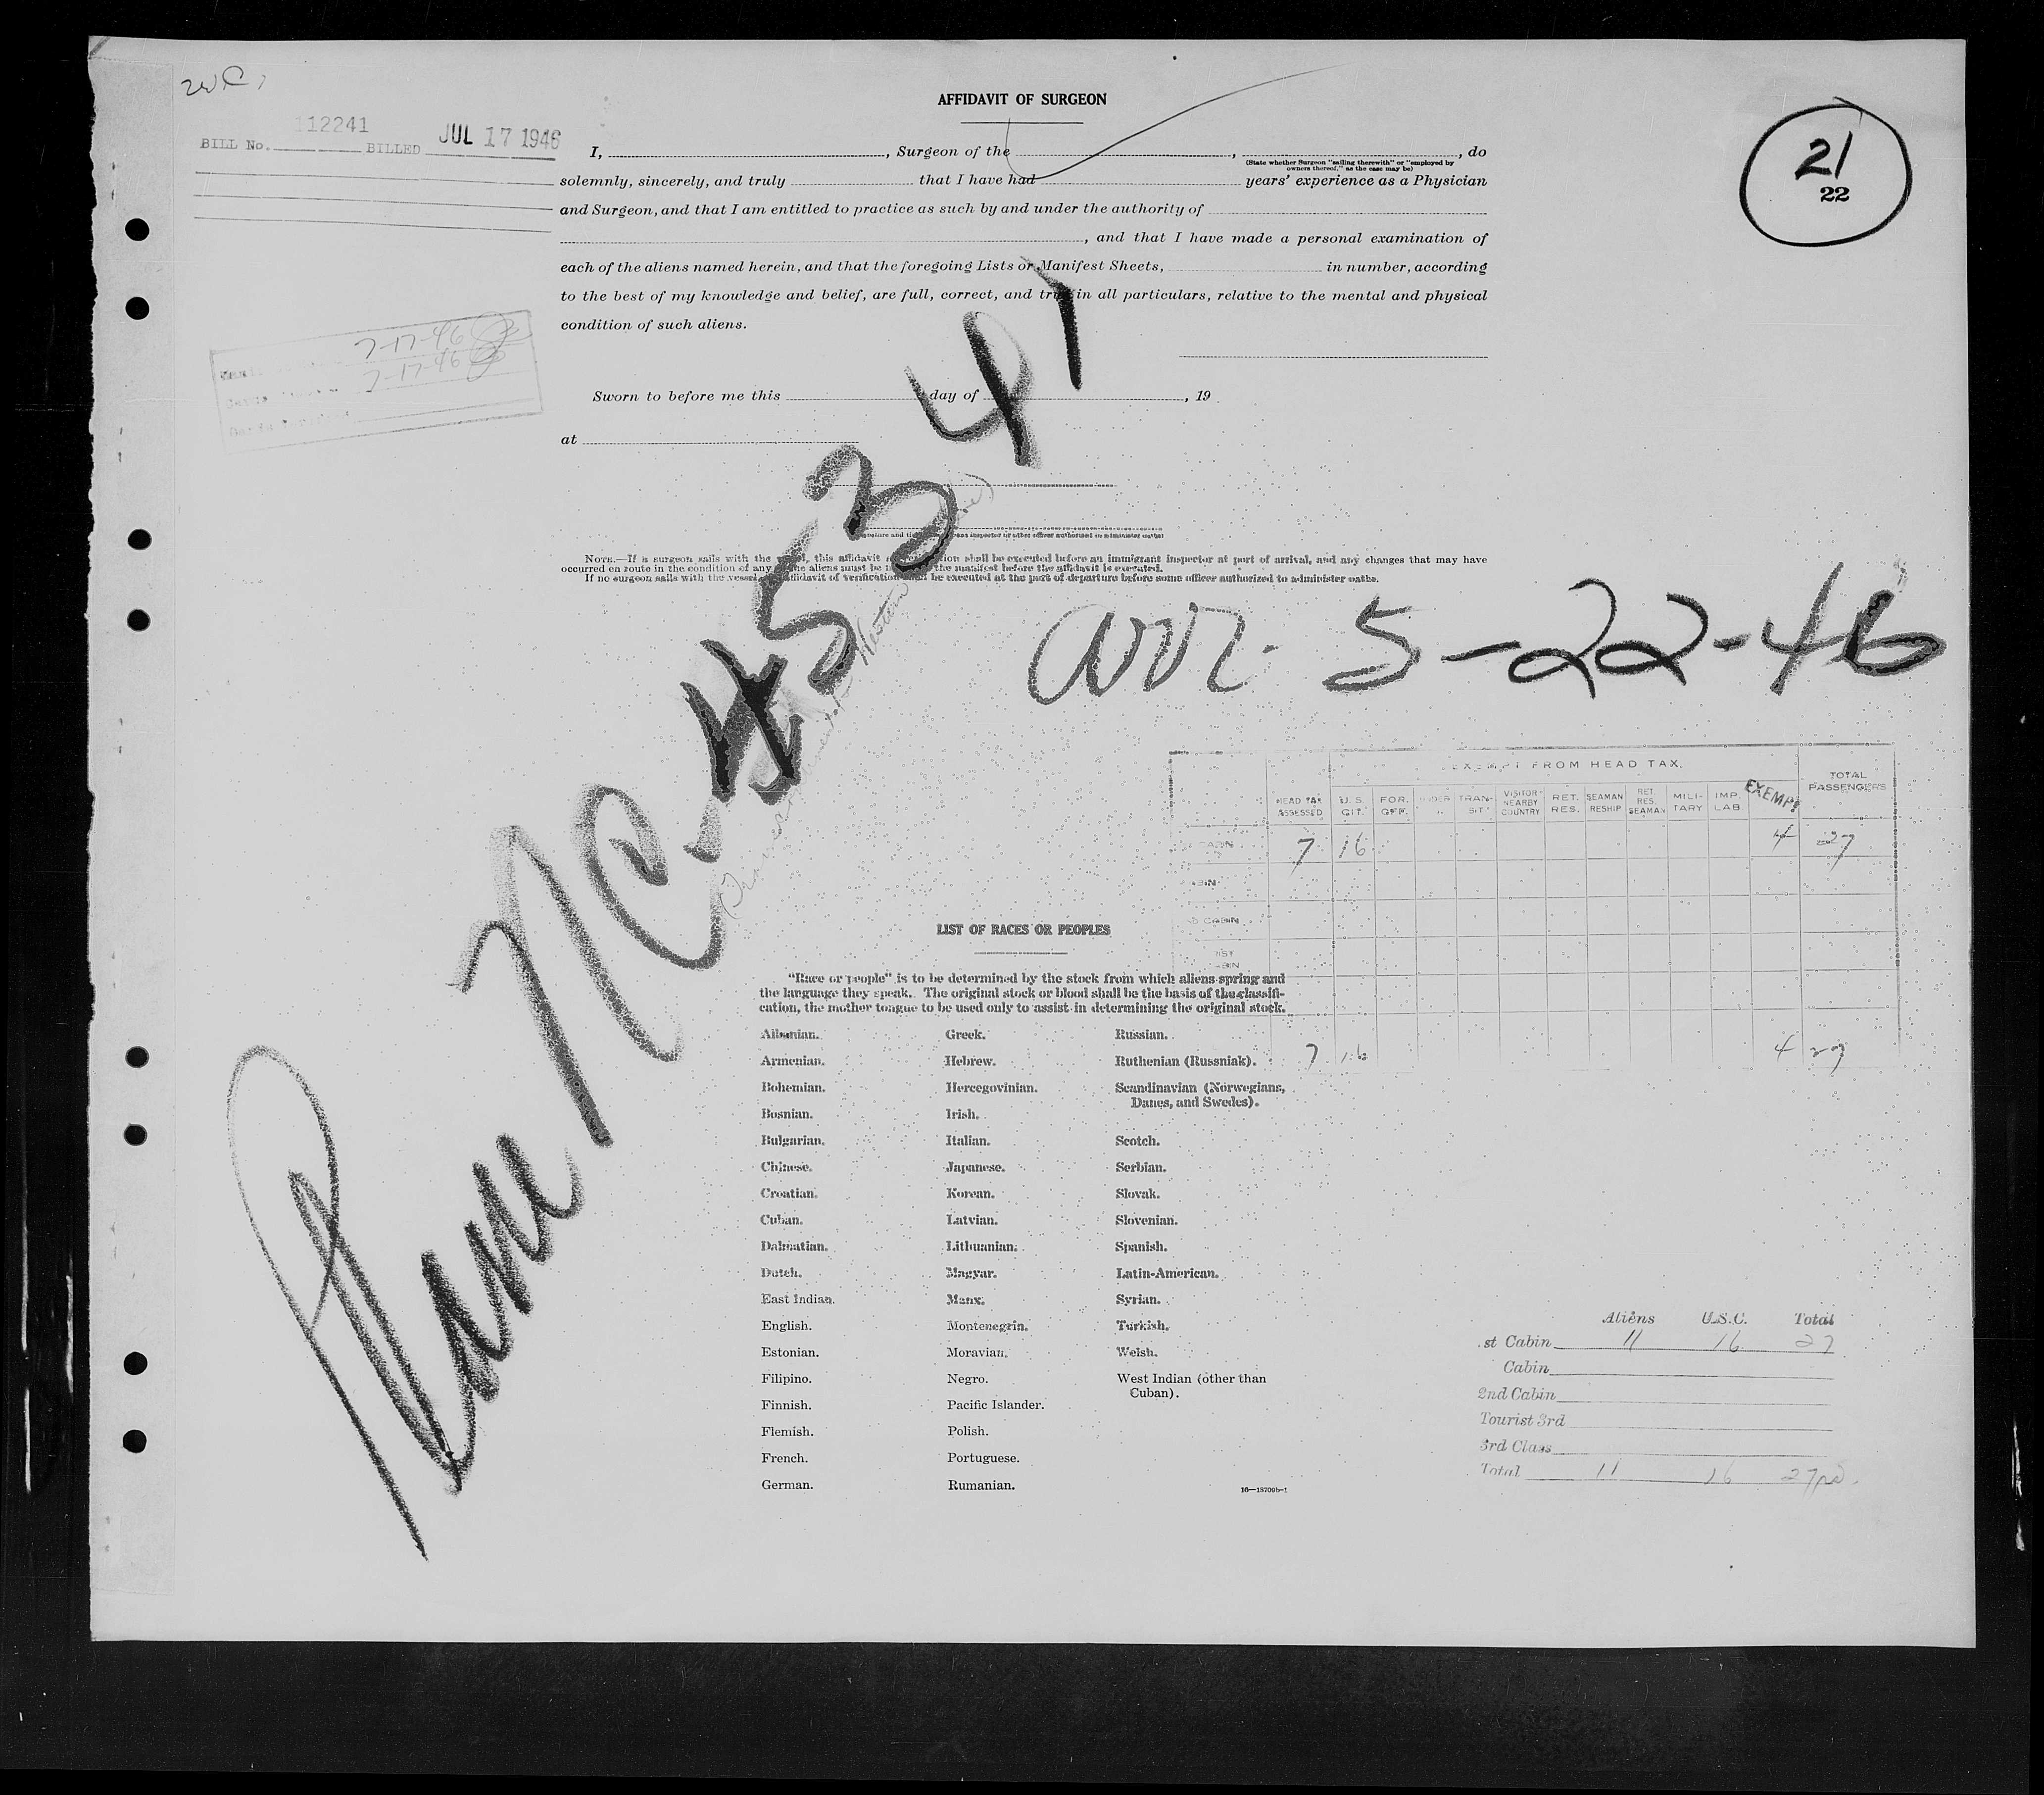 AFFIDAVIT OF SURGEON
BILL No. 112241 BILLED JUL 17 1946
21
22
I, , Surgeon of the , , do
(State whether Surgeon "sailing therewith" or "employed by
owners thereof," as the case may be)
solemnly, sincerely, and truly that I have had years' experience as a Physician
and Surgeon, and that I am entitled to practice as such by and under the authority of
, and that I have made a personal examination of
each of the aliens named herein, and that the foregoing Lists or Manifest Sheets, in number, according
to the best of my knowledge and belief, are full, correct, and true in all particulars, relative to the mental and physical
condition of such aliens.
7-17-46
7-17-46
Sworn to before me this day of , 19
at
NOTE.—If a surgeon sails with the vessel, this affidavit shall be executed before an immigrant inspector at port of arrival, and any changes that may have
occurred en route in the condition of any the aliens must be the manifest before the affidavit is executed.
If no surgeon sails with the vessel affidavit of verification shall be executed at the port of departure before some officer authorized to administer oaths.
Plane NC-45341
arr. 5-22-46
EXEMPT FROM HEAD TAX.
HEAD TAX ASSESSED U.S. CIT. FOR. OFF. TRANSIT VISITOR NEARBY COUNTRY RET. RES. SEAMAN RESHIP RET. RES. SEAMAN MILITARY IMP. LAB. EXEMPT TOTAL PASSENGERS
CABIN 7 16 4 27
CABIN
7 16 4 27
LIST OF RACES OR PEOPLES
"Race or people" is to be determined by the stock from which aliens spring and
the language they speak. The original stock or blood shall be the basis of the classifi-
cation, the mother tongue to be used only to assist in determining the original stock.
Albanian. Greek. Russian.
Armenian. Hebrew. Ruthenian (Russniak).
Bohemian. Hercegovinian. Scandinavian (Norwegians,
Danes, and Swedes).
Bosnian. Irish.
Bulgarian. Italian. Scotch.
Chinese. Japanese. Serbian.
Croatian. Korean. Slovak.
Cuban. Latvian. Slovenian.
Dalmatian. Lithuanian. Spanish.
Dutch. Magyar. Latin-American.
East Indian. Manx. Syrian.
English. Montenegrin. Turkish.
Estonian. Moravian. Welsh.
Filipino. Negro. West Indian (other than
Cuban).
Finnish. Pacific Islander.
Flemish. Polish.
French. Portuguese.
German. Rumanian.
16—18709b-1
Aliens U.S.C. Total
st Cabin 11 16 27
Cabin
2nd Cabin
Tourist 3rd
3rd Class
Total 11 16 27